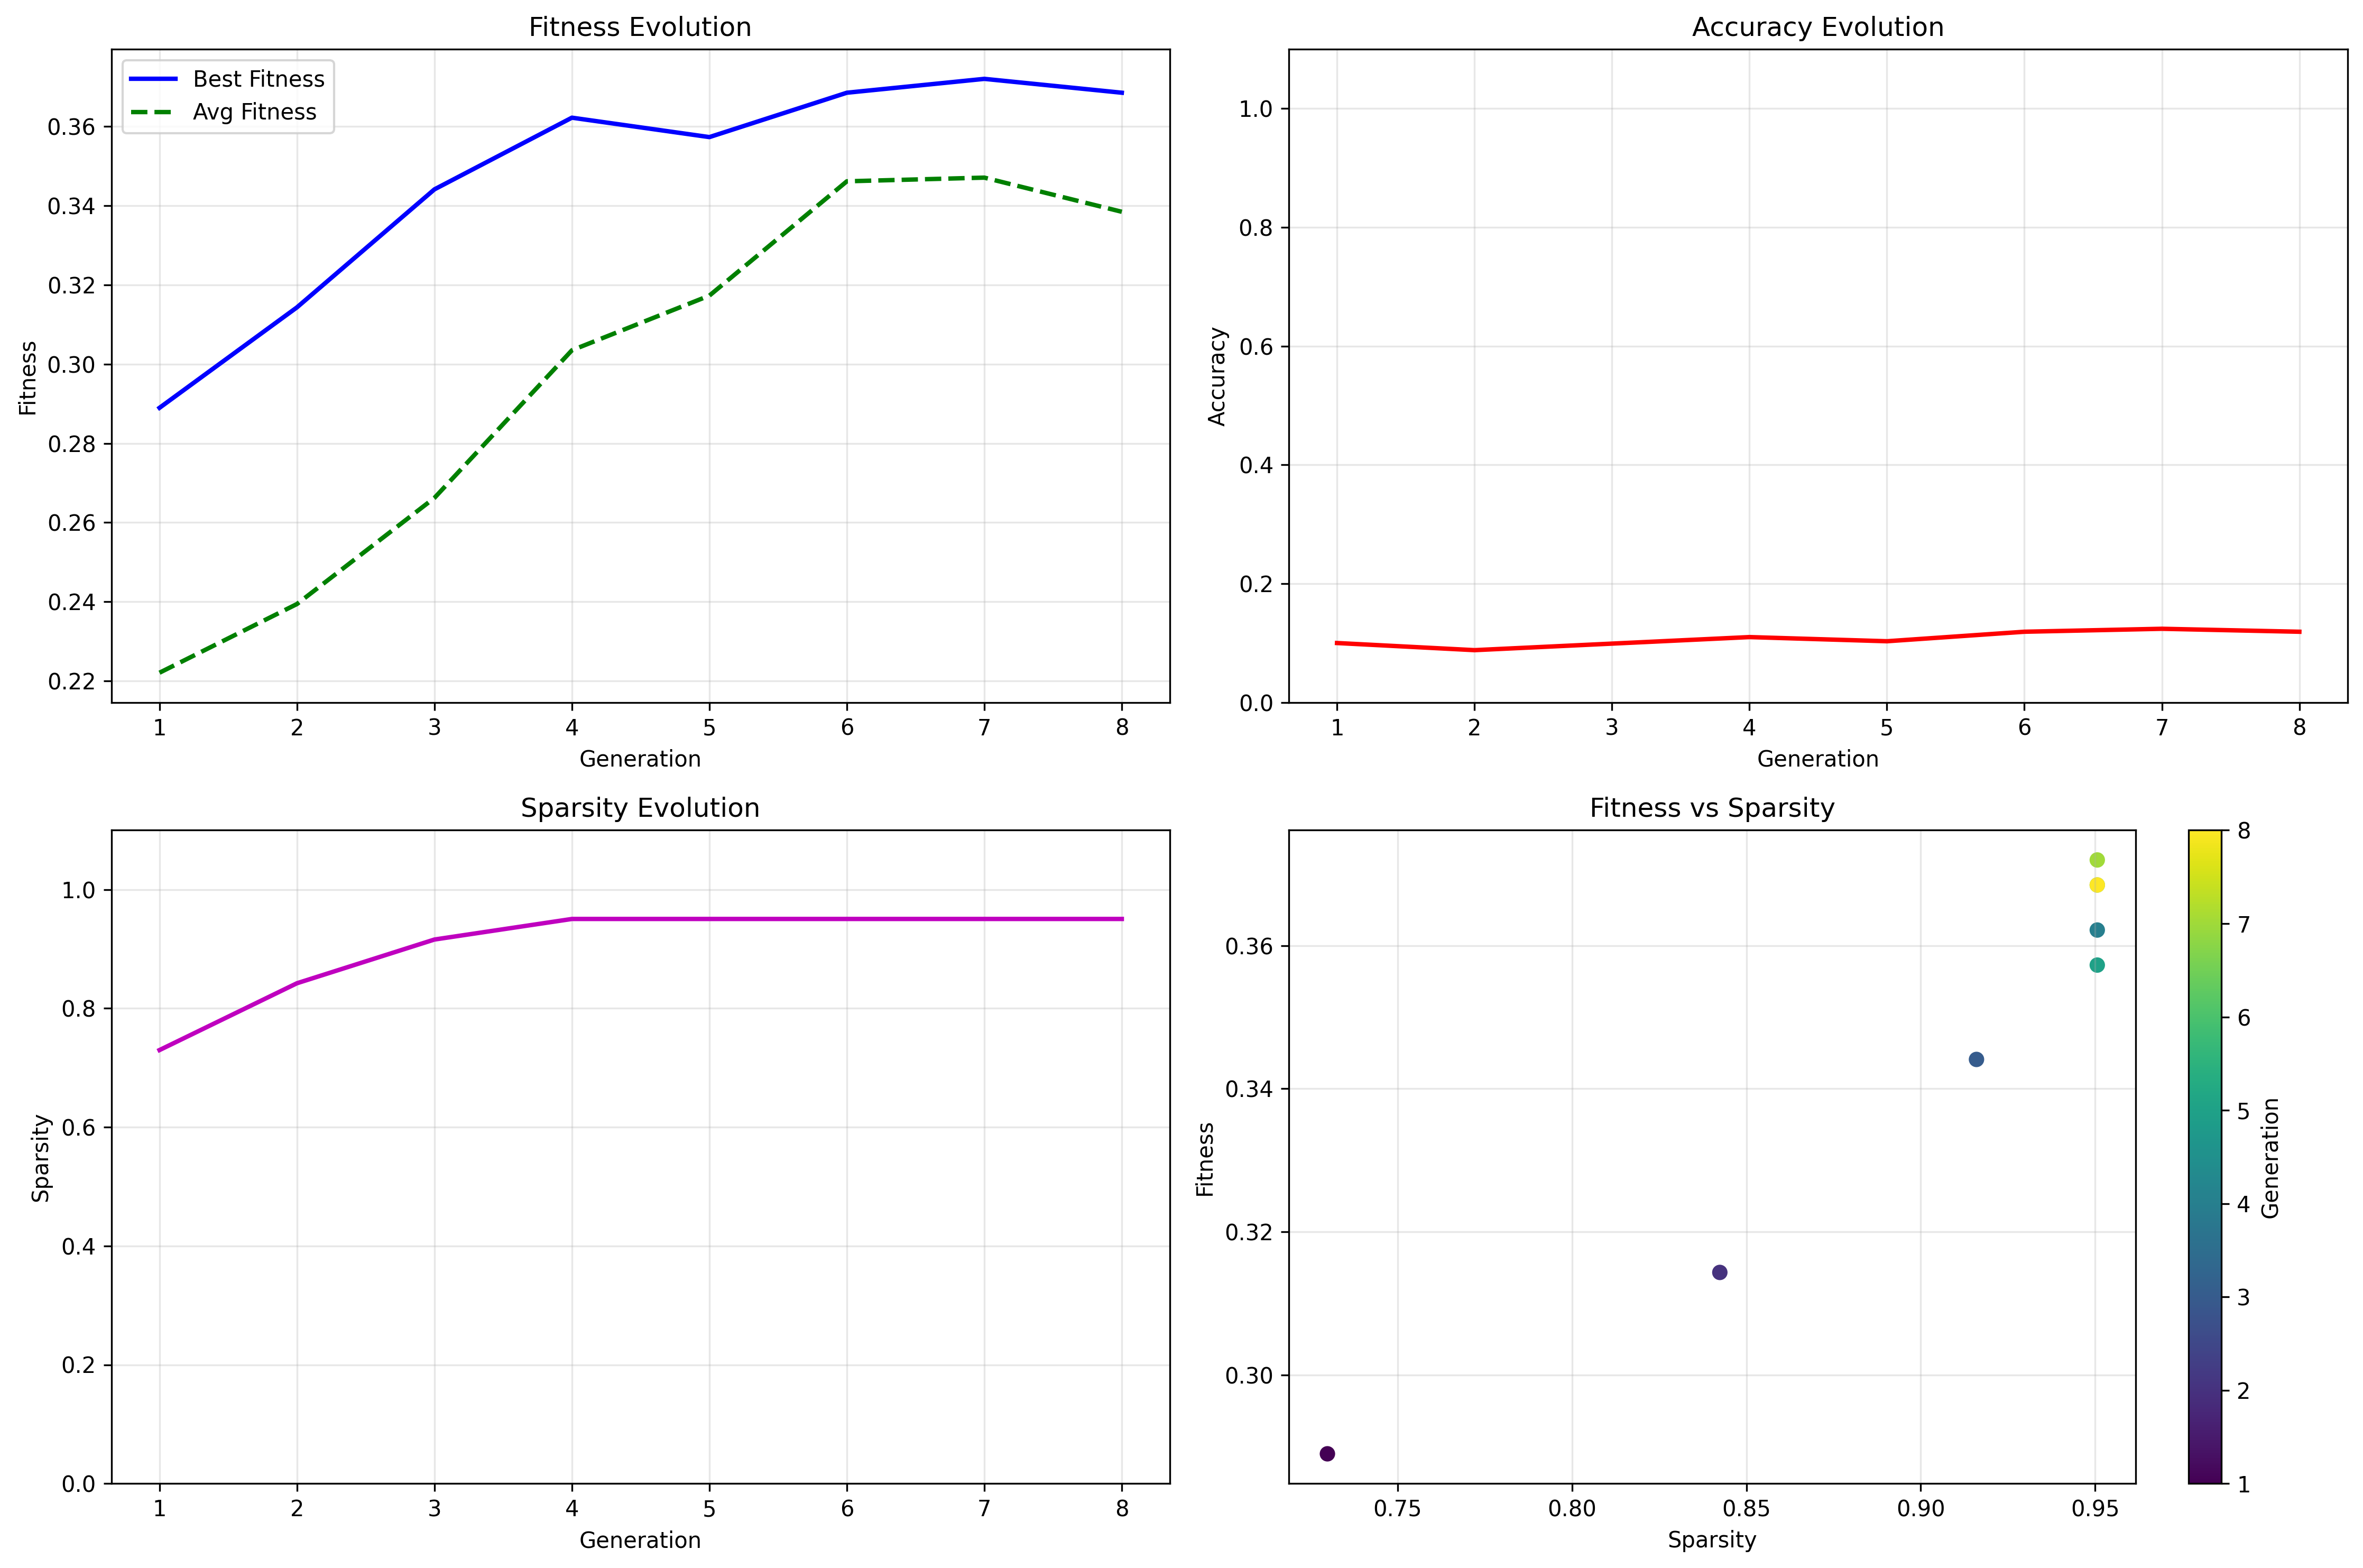 Fitness Evolution
Best Fitness
Avg Fitness
Fitness
0.36
0.34
0.32
0.30
0.28
0.26
0.24
0.22
1 2 3 4 5 6 7 8
Generation
Accuracy Evolution
Accuracy
1.0
0.8
0.6
0.4
0.2
0.0
1 2 3 4 5 6 7 8
Generation
Sparsity Evolution
Sparsity
1.0
0.8
0.6
0.4
0.2
0.0
1 2 3 4 5 6 7 8
Generation
Fitness vs Sparsity
Fitness
0.36
0.34
0.32
0.30
0.75 0.80 0.85 0.90 0.95
Sparsity
8
7
6
5
4
3
2
1
Generation